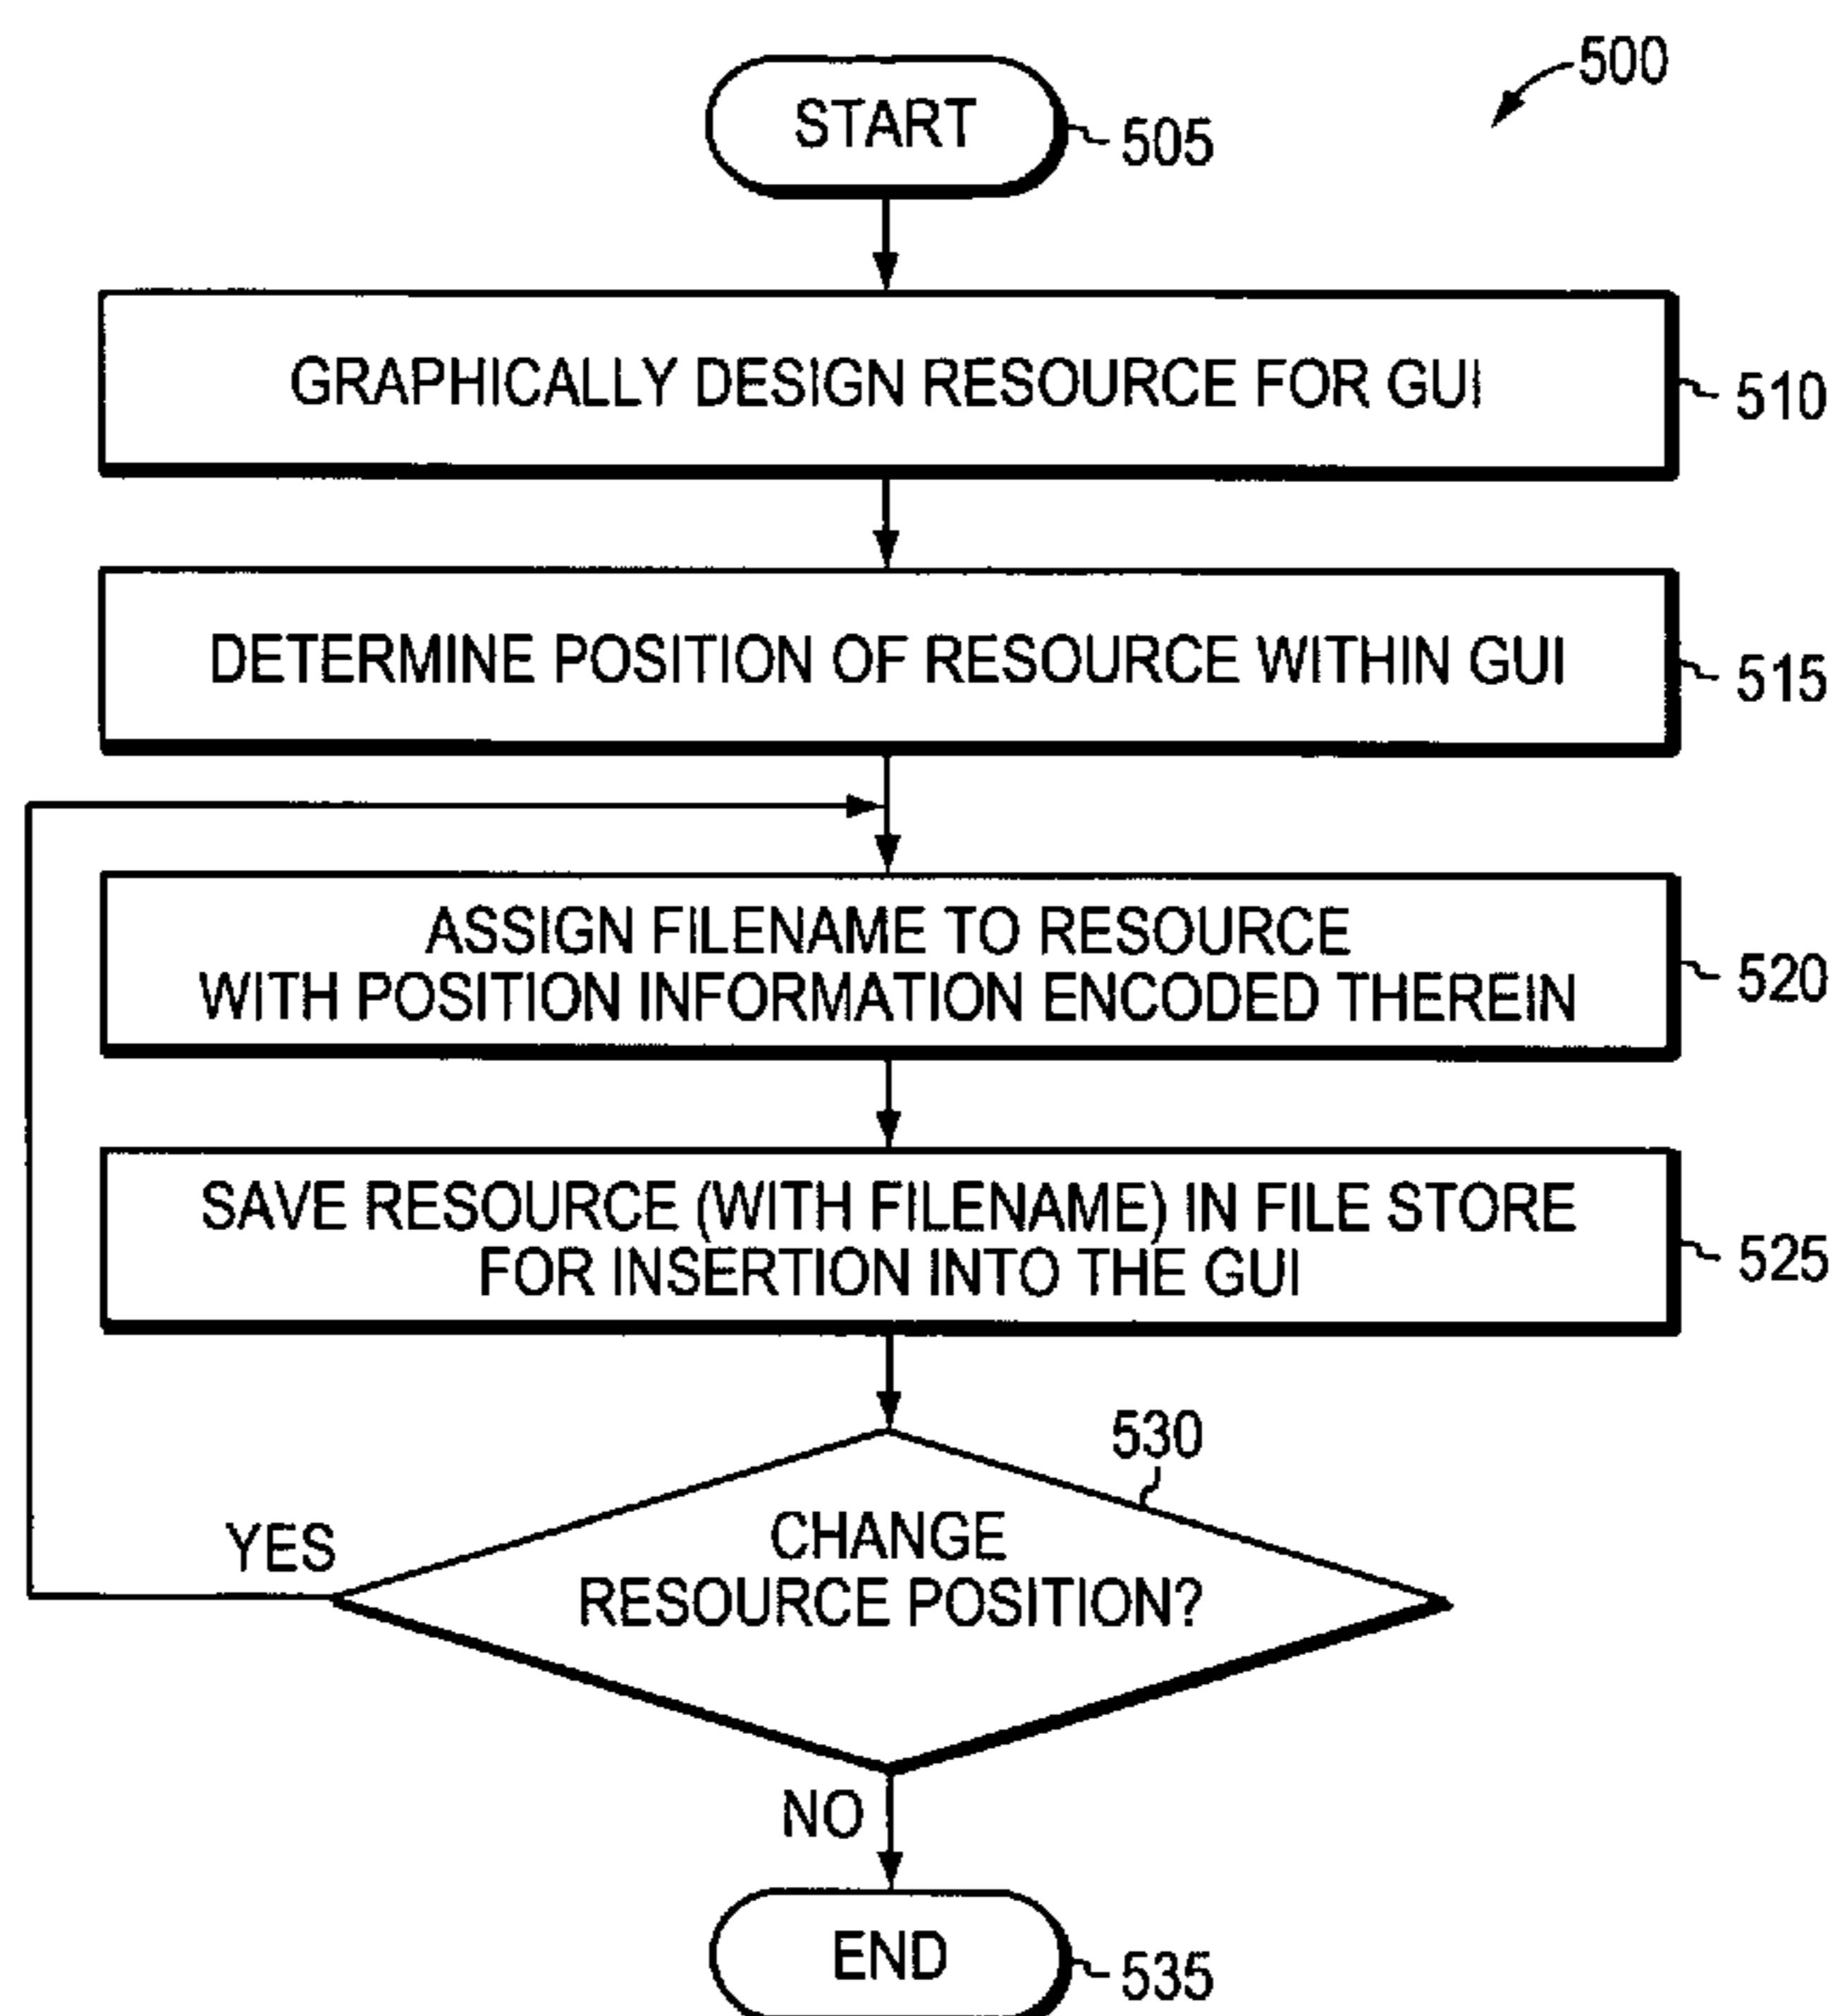 500
START
505
GRAPHICALLY DESIGN RESOURCE FOR GUI
510
DETERMINE POSITION OF RESOURCE WITHIN GUI
515
ASSIGN FILENAME TO RESOURCE
WITH POSITION INFORMATION ENCODED THEREIN
520
SAVE RESOURCE (WITH FILENAME) IN FILE STORE
FOR INSERTION INTO THE GUI
525
530
CHANGE
RESOURCE POSITION?
YES
NO
END
535